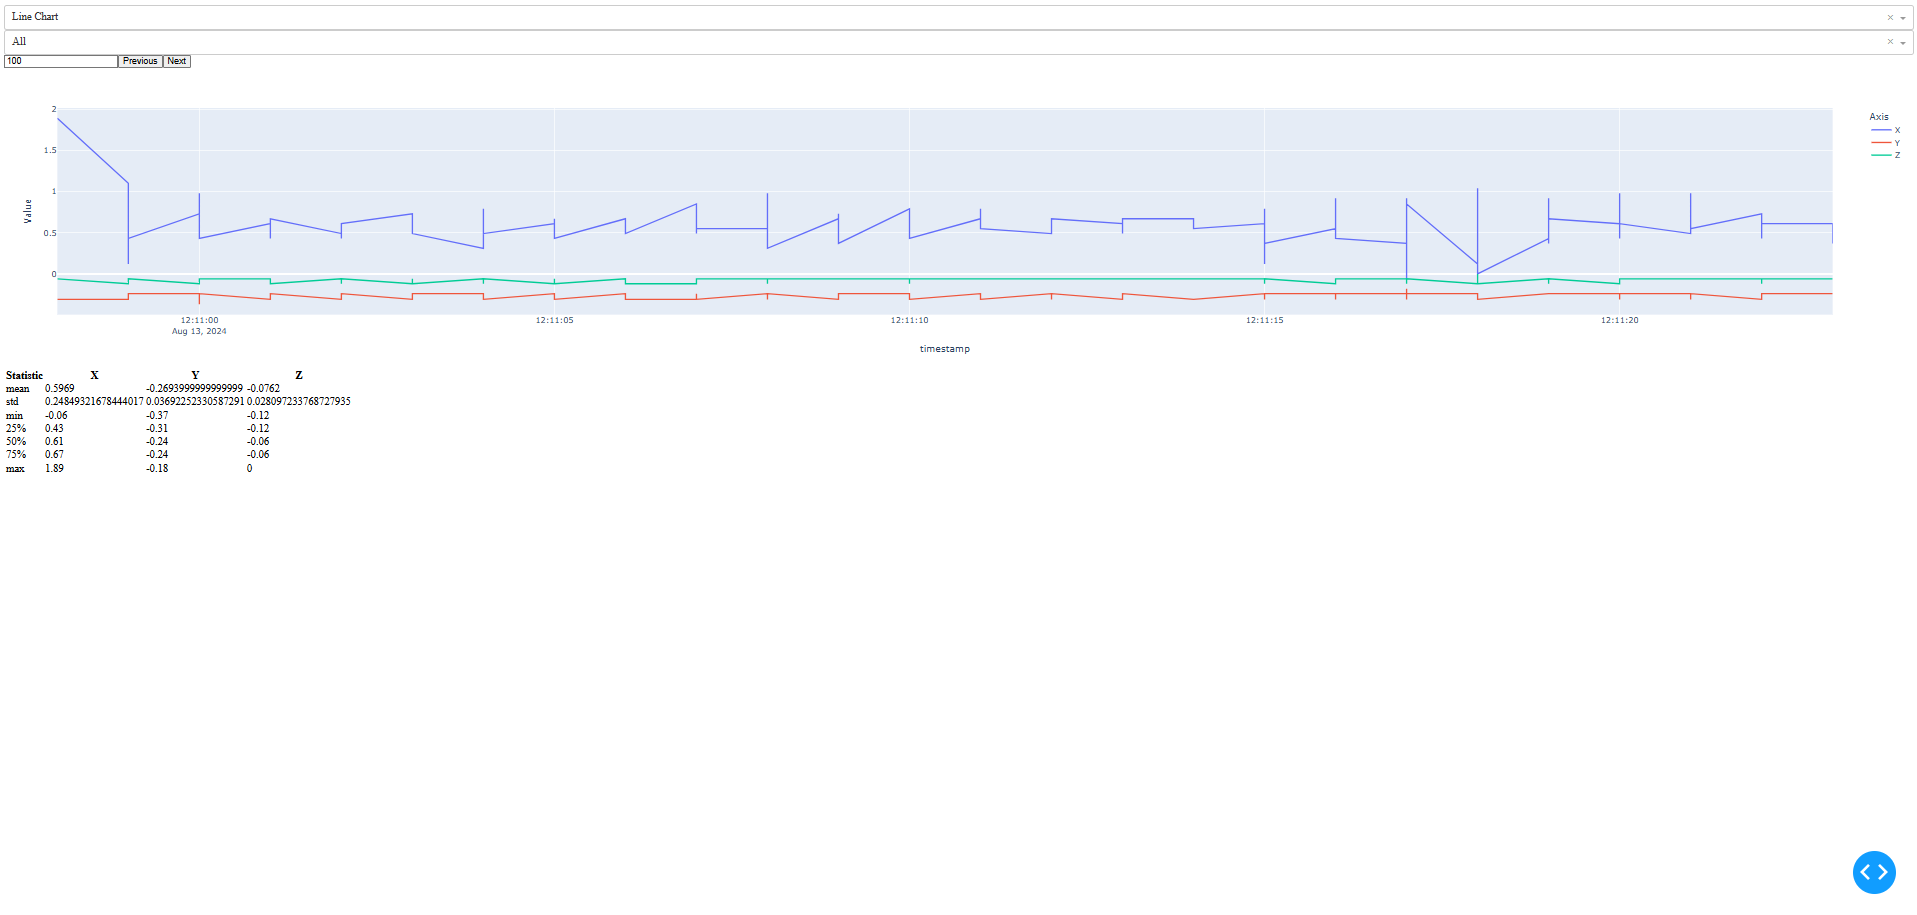 Line Chart
All
100 Previous Next
Axis
X
Y
Z
2
1.5
1
0.5
0
Value
12:11:00 12:11:05 12:11:10 12:11:15 12:11:20
Aug 13, 2024
timestamp
Statistic X Y Z
mean 0.5969 -0.2693999999999999 -0.0762
std 0.24849321678444017 0.03692252330587291 0.028097233768727935
min -0.06 -0.37 -0.12
25% 0.43 -0.31 -0.12
50% 0.61 -0.24 -0.06
75% 0.67 -0.24 -0.06
max 1.89 -0.18 0